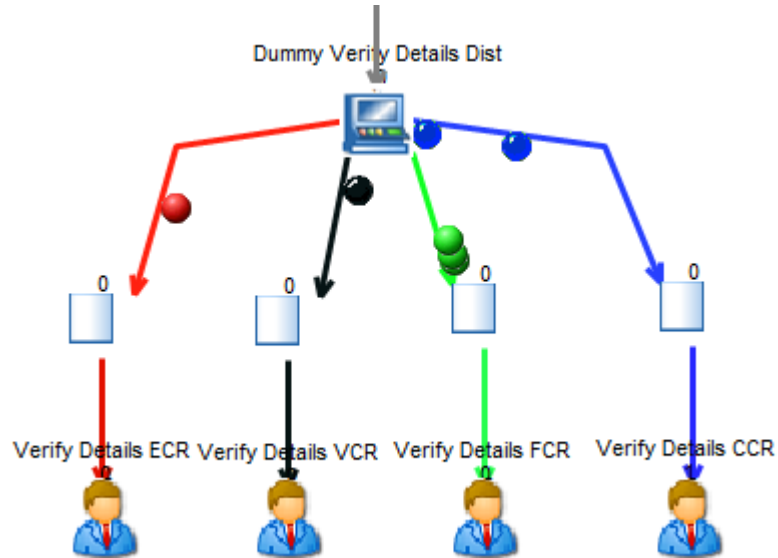 Dummy Verify Details Dist
0
0
0
0
Verify Details ECR
Verify Details VCR
Verify Details FCR
Verify Details CCR